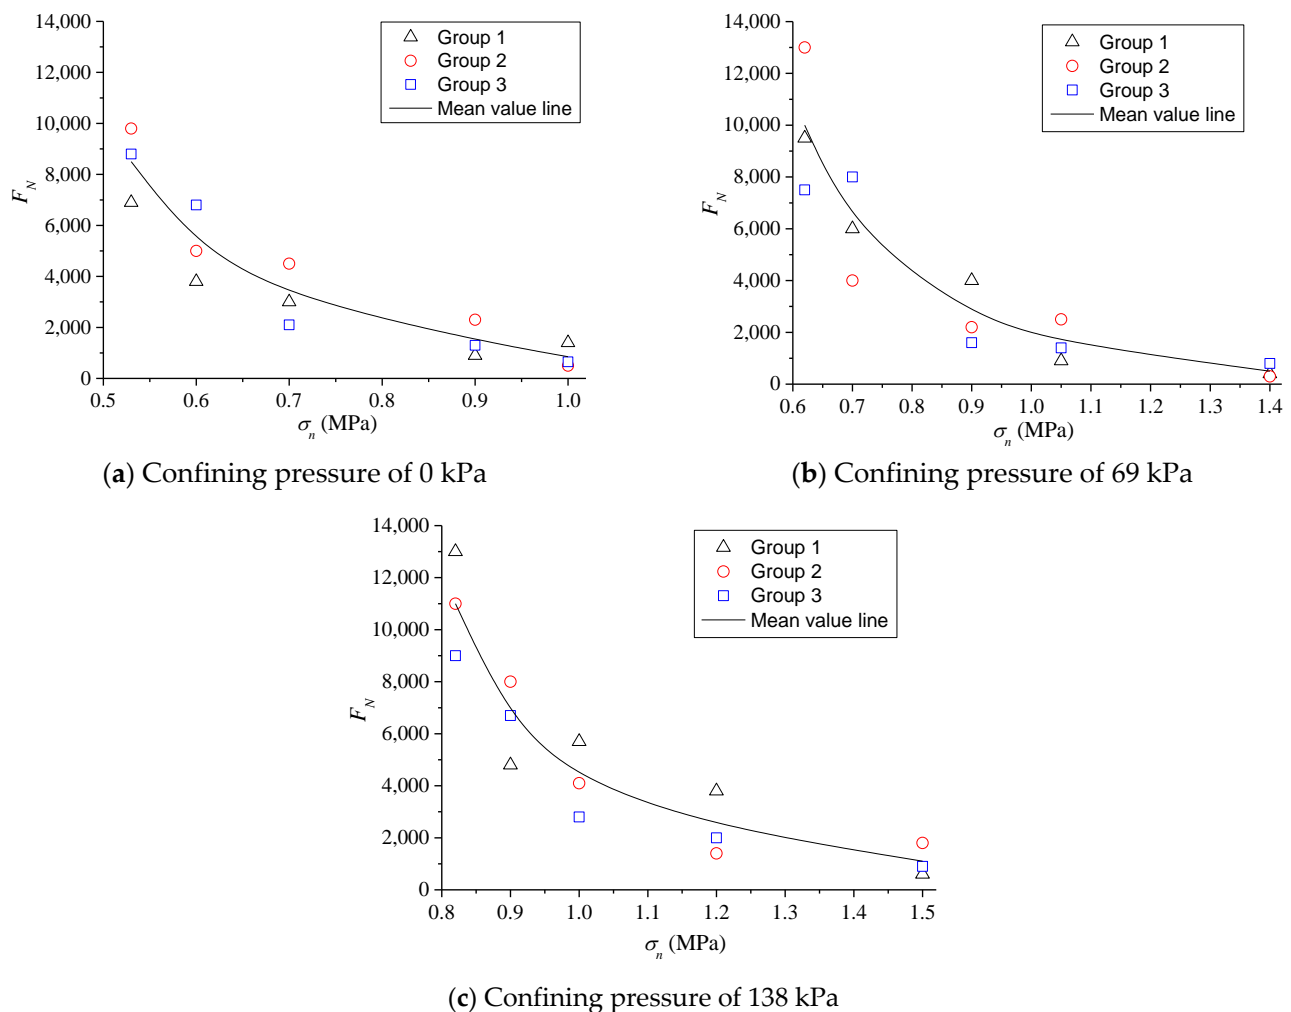 14,000
12,000
10,000
8,000
6,000
4,000
2,000
0
F_N
0.5 0.6 0.7 0.8 0.9 1.0
σ_n (MPa)
Group 1
Group 2
Group 3
Mean value line
(a) Confining pressure of 0 kPa
14,000
12,000
10,000
8,000
6,000
4,000
2,000
0
F_N
0.6 0.7 0.8 0.9 1.0 1.1 1.2 1.3 1.4
σ_n (MPa)
Group 1
Group 2
Group 3
Mean value line
(b) Confining pressure of 69 kPa
14,000
12,000
10,000
8,000
6,000
4,000
2,000
0
F_N
0.8 0.9 1.0 1.1 1.2 1.3 1.4 1.5
σ_n (MPa)
Group 1
Group 2
Group 3
Mean value line
(c) Confining pressure of 138 kPa